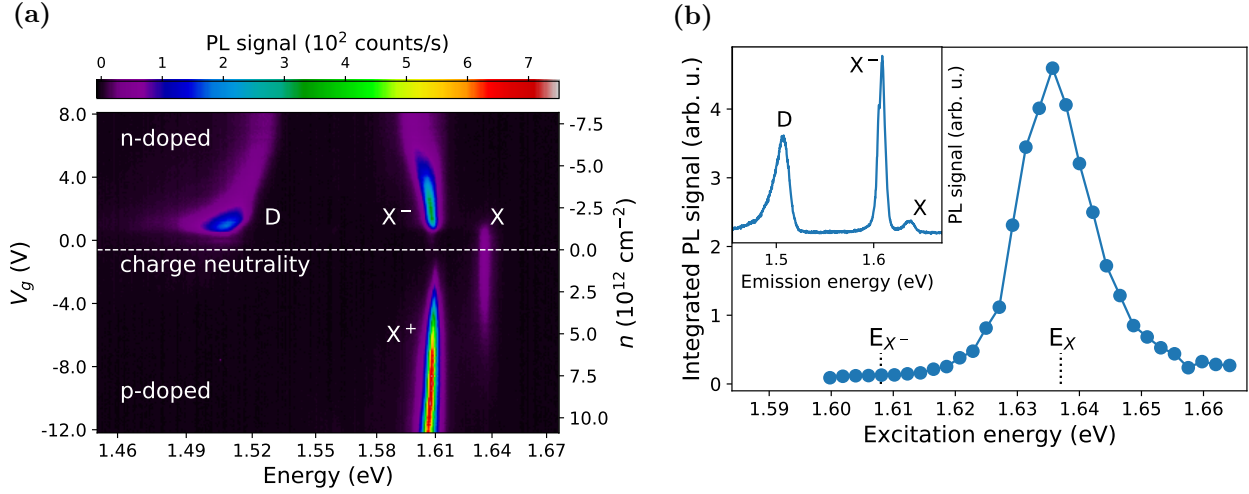 (a)
PL signal (10² counts/s)
0 1 2 3 4 5 6 7
8.0
4.0
0.0
-4.0
-8.0
-12.0
V_g (V)
n-doped
D
X⁻
X
charge neutrality
X⁺
p-doped
-7.5
-5.0
-2.5
0.0
2.5
5.0
7.5
10.0
n (10¹² cm⁻²)
1.46 1.49 1.52 1.55 1.58 1.61 1.64 1.67
Energy (eV)
(b)
Integrated PL signal (arb. u.)
4
3
2
1
0
X⁻
D
X
PL signal (arb. u.)
1.5 1.6
Emission energy (eV)
E_X⁻
E_X
1.59 1.60 1.61 1.62 1.63 1.64 1.65 1.66
Excitation energy (eV)